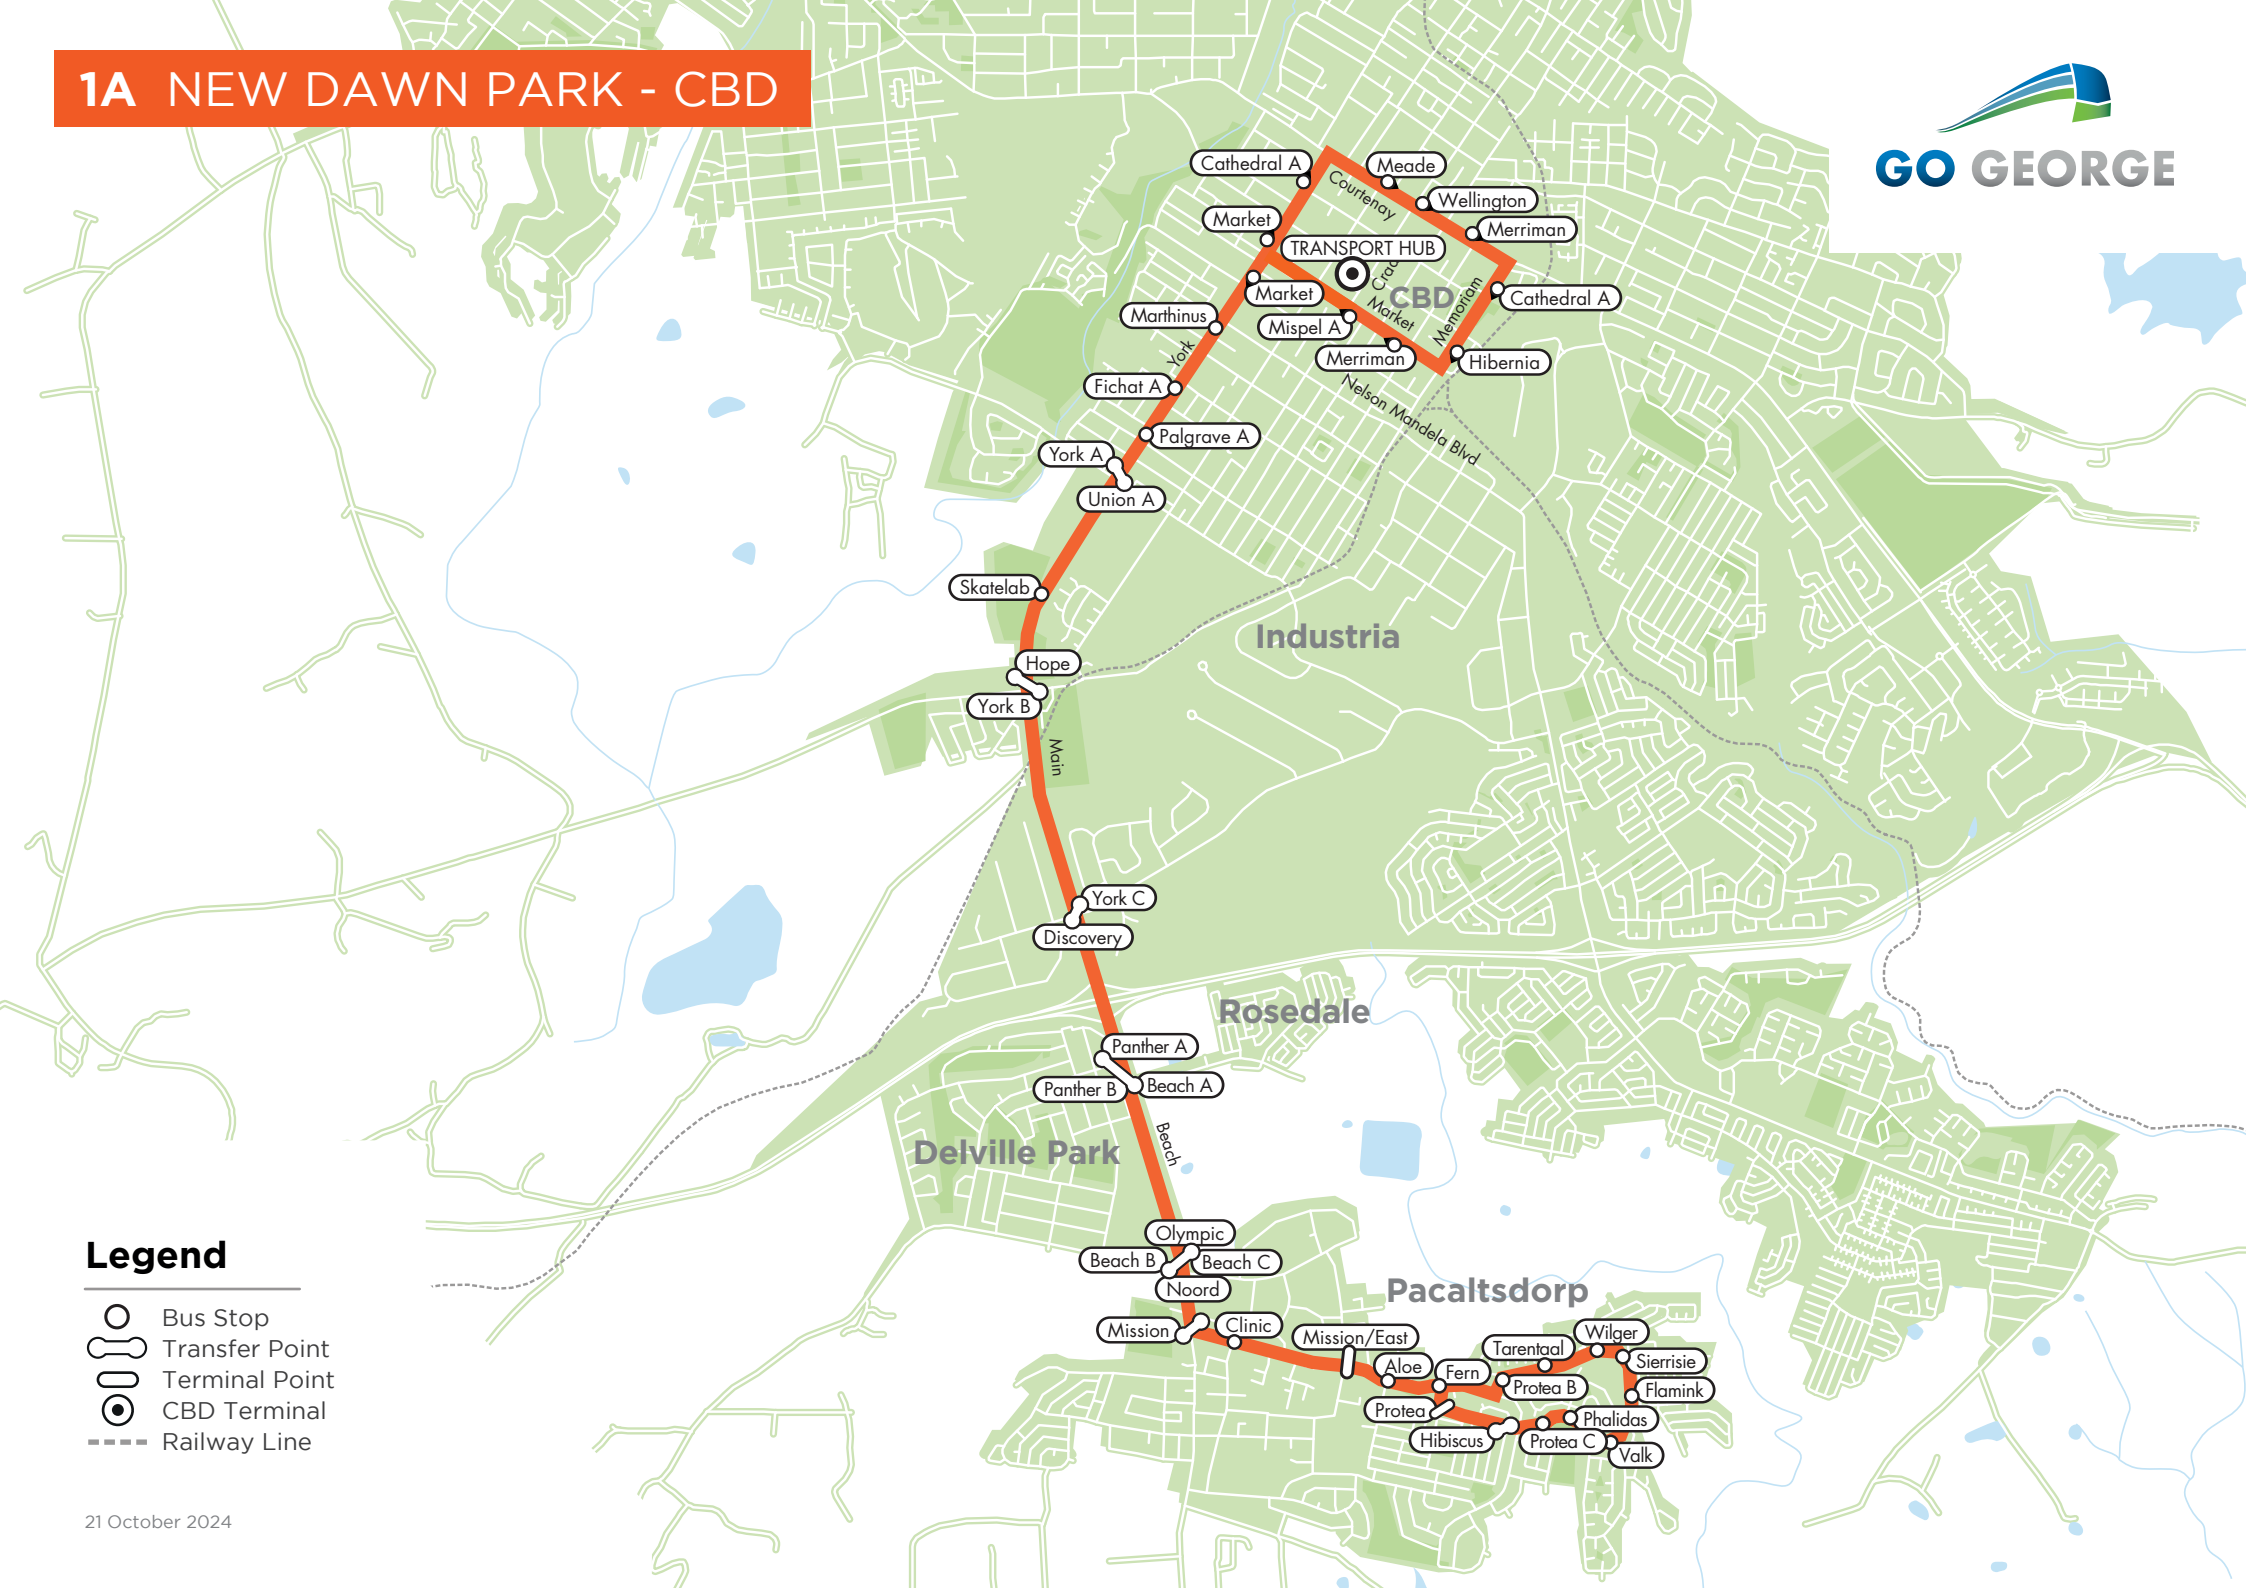 1A NEW DAWN PARK - CBD
GO GEORGE
Cathedral A
Meade
Courtenay
Wellington
Market
Merriman
TRANSPORT HUB
CBD
Market
Market
Memoriam
Cathedral A
Marthinus
Mispel A
York
Merriman
Hibernia
Fichat A
Nelson Mandela Blvd
Palgrave A
York A
Union A
Skatelab
Industria
Hope
York B
Main
York C
Discovery
Rosedale
Panther A
Panther B
Beach A
Beach
Delville Park
Olympic
Beach B
Beach C
Noord
Pacaltsdorp
Mission
Clinic
Mission/East
Wilger
Tarentaal
Sierrisie
Aloe
Fern
Protea B
Flamink
Protea
Phalidas
Hibiscus
Protea C
Valk
Legend
Bus Stop
Transfer Point
Terminal Point
CBD Terminal
Railway Line
21 October 2024